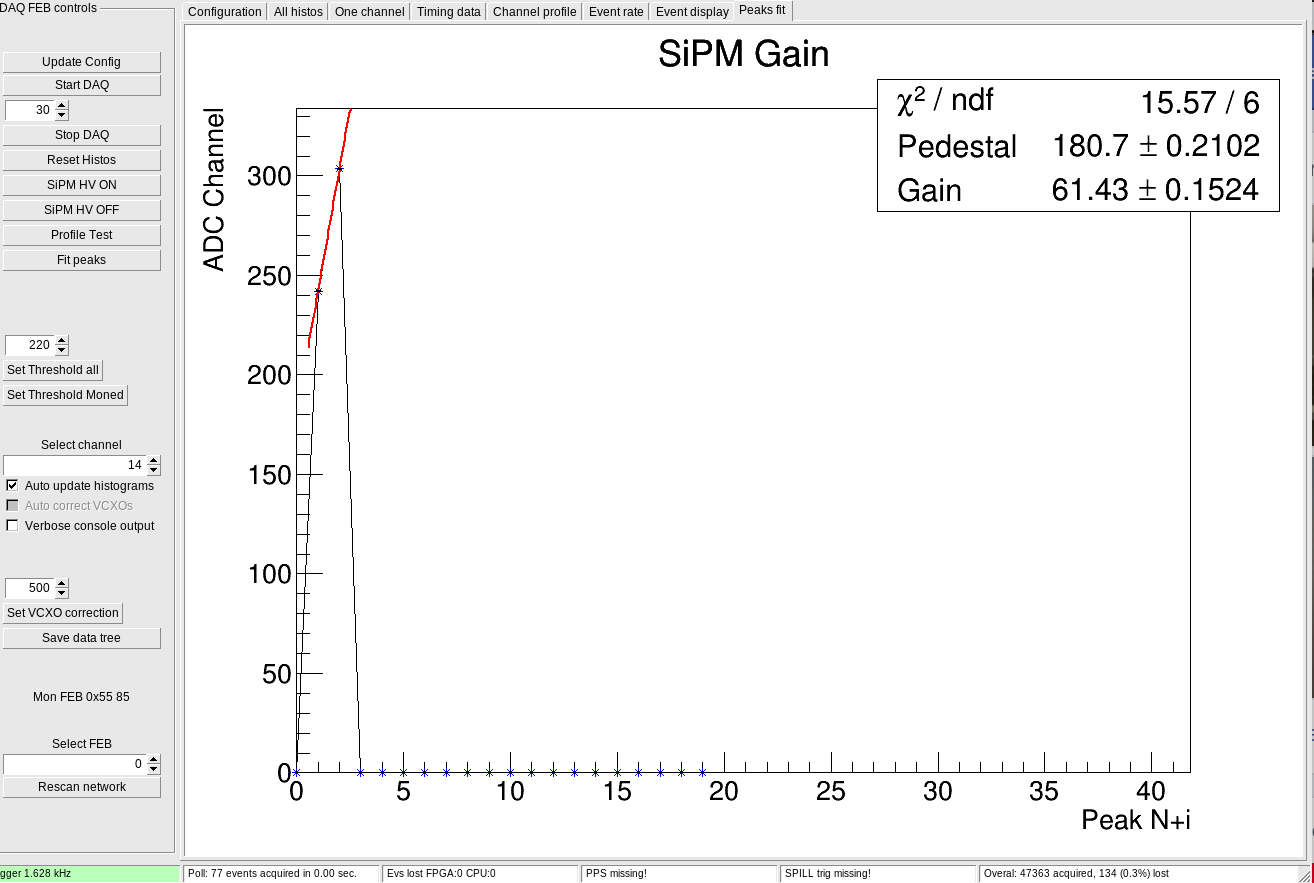 DAQ FEB controls
Configuration All histos One channel Timing data Channel profile Event rate Event display Peaks fit
Update Config
Start DAQ
30
Stop DAQ
Reset Histos
SiPM HV ON
SiPM HV OFF
Profile Test
Fit peaks
220
Set Threshold all
Set Threshold Moned
Select channel
14
Auto update histograms
Auto correct VCXOs
Verbose console output
500
Set VCXO correction
Save data tree
Mon FEB 0x55 85
Select FEB
0
Rescan network
SiPM Gain
χ² / ndf 15.57 / 6
Pedestal 180.7 ± 0.2102
Gain 61.43 ± 0.1524
ADC Channel
300
250
200
150
100
50
0
0 5 10 15 20 25 30 35 40
Peak N+i
gger 1.628 kHz
Poll: 77 events acquired in 0.00 sec.
Evs lost FPGA:0 CPU:0
PPS missing!
SPILL trig missing!
Overal: 47363 acquired, 134 (0.3%) lost